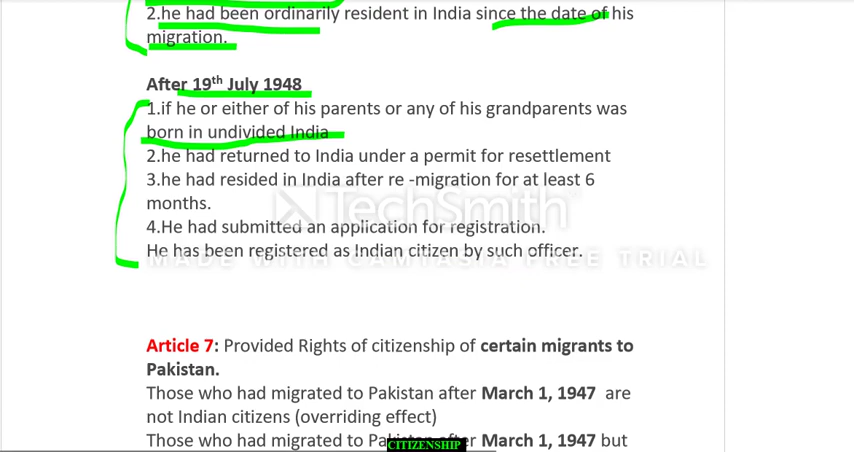 2.he had been ordinarily resident in India since the date of his
migration.
After 19th July 1948
1.if he or either of his parents or any of his grandparents was
born in undivided India
2.he had returned to India under a permit for resettlement
3.he had resided in India after re -migration for at least 6
months.
TechSmith
4.He had submitted an application for registration.
He has been registered as Indian citizen by such officer.
MADE WITH CAMTASIA FREE TRIAL
Article 7: Provided Rights of citizenship of certain migrants to
Pakistan.
Those who had migrated to Pakistan after March 1, 1947 are
not Indian citizens (overriding effect)
Those who had migrated to Pakistan after March 1, 1947 but
CITIZENSHIP